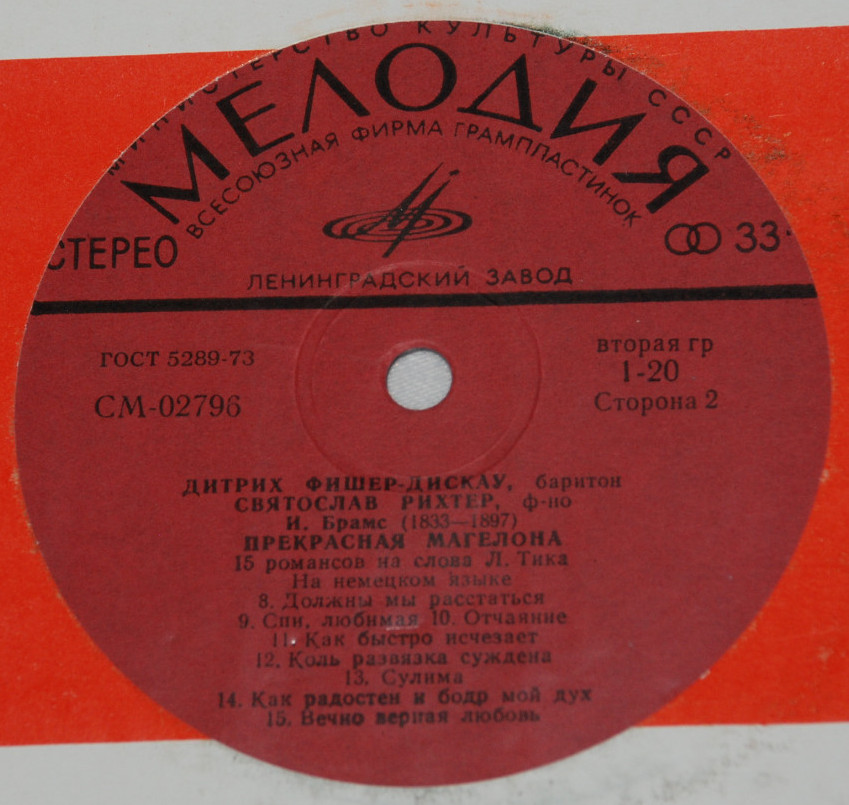 МИНИСТЕРСТВО КУЛЬТУРЫ СССР
МЕЛОДИЯ
ВСЕСОЮЗНАЯ ФИРМА ГРАМПЛАСТИНОК
СТЕРЕО
33
ЛЕНИНГРАДСКИЙ ЗАВОД
ГОСТ 5289-73
вторая гр
СМ-02796
1-20
Сторона 2
ДИТРИХ ФИШЕР-ДИСКАУ, баритон
СВЯТОСЛАВ РИХТЕР, ф-но
И. Брамс (1833—1897)
ПРЕКРАСНАЯ МАГЕЛОНА
15 романсов на слова Л. Тика
На немецком языке
8. Должны мы расстаться
9. Спи, любимая 10. Отчаяние
11. Как быстро исчезает
12. Коль развязка суждена
13. Сулима
14. Как радостен и бодр мой дух
15. Вечно верная любовь